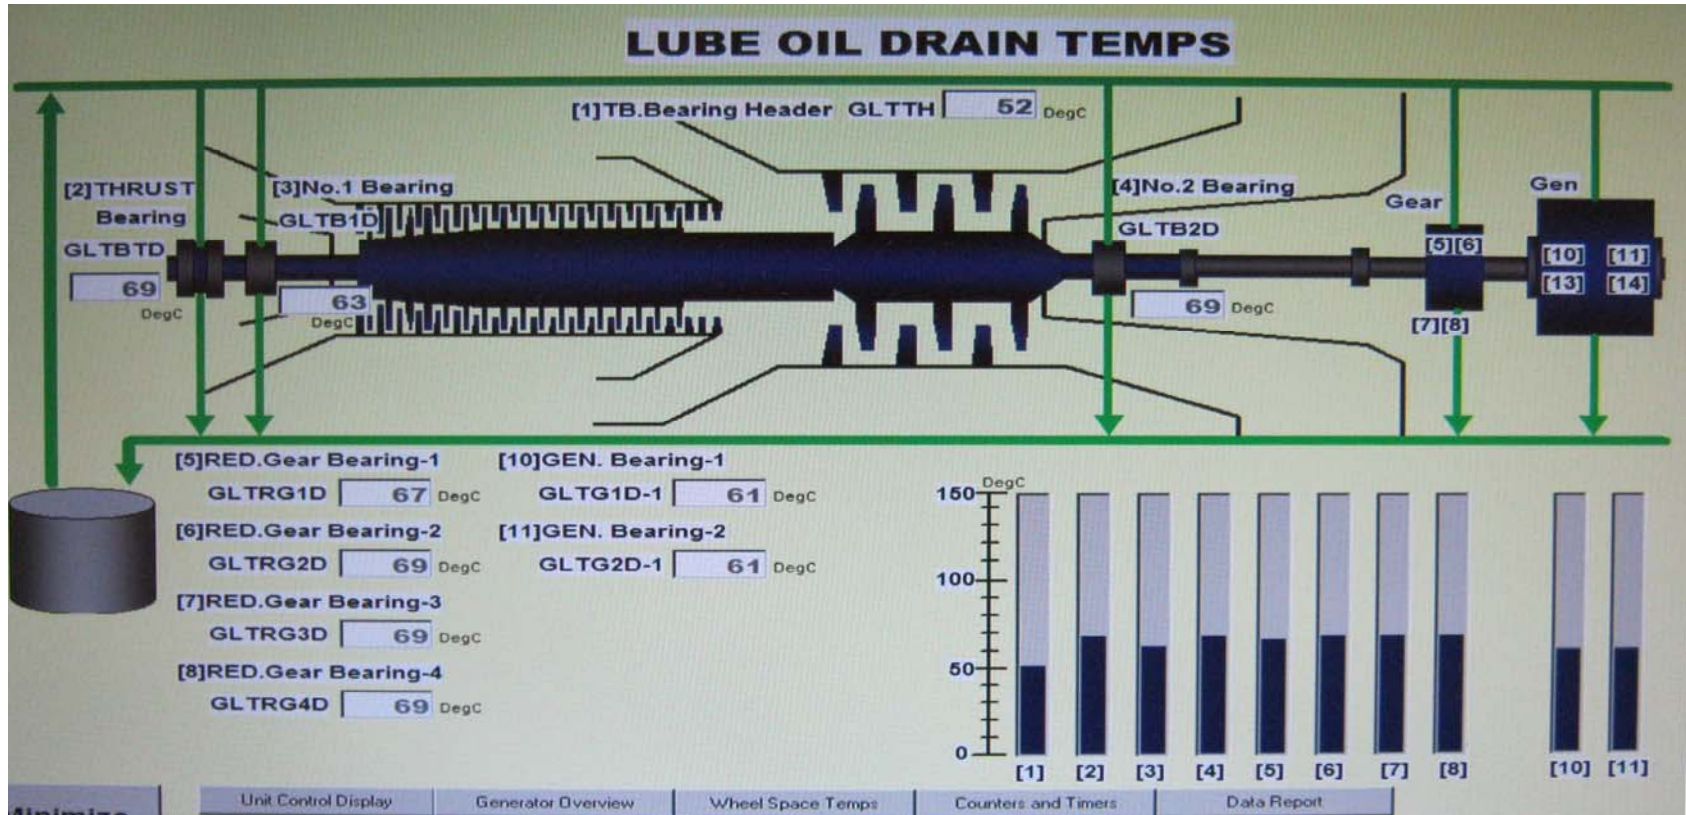 LUBE OIL DRAIN TEMPS
[1]TB.Bearing Header GLTTH 52 DegC
[2]THRUST
Bearing
GLTBTD
69
DegC
[3]No.1 Bearing
GLTB1D
63
DegC
[4]No.2 Bearing
GLTB2D
69 DegC
Gear
[5][6]
[7][8]
Gen
[10] [11]
[13] [14]
[5]RED.Gear Bearing-1
GLTRG1D 67 DegC
[6]RED.Gear Bearing-2
GLTRG2D 69 DegC
[7]RED.Gear Bearing-3
GLTRG3D 69 DegC
[8]RED.Gear Bearing-4
GLTRG4D 69 DegC
[10]GEN. Bearing-1
GLTG1D-1 61 DegC
[11]GEN. Bearing-2
GLTG2D-1 61 DegC
DegC
150
100
50
0
[1] [2] [3] [4] [5] [6] [7] [8] [10] [11]
Minimize
Unit Control Display Generator Overview Wheel Space Temps Counters and Timers Data Report